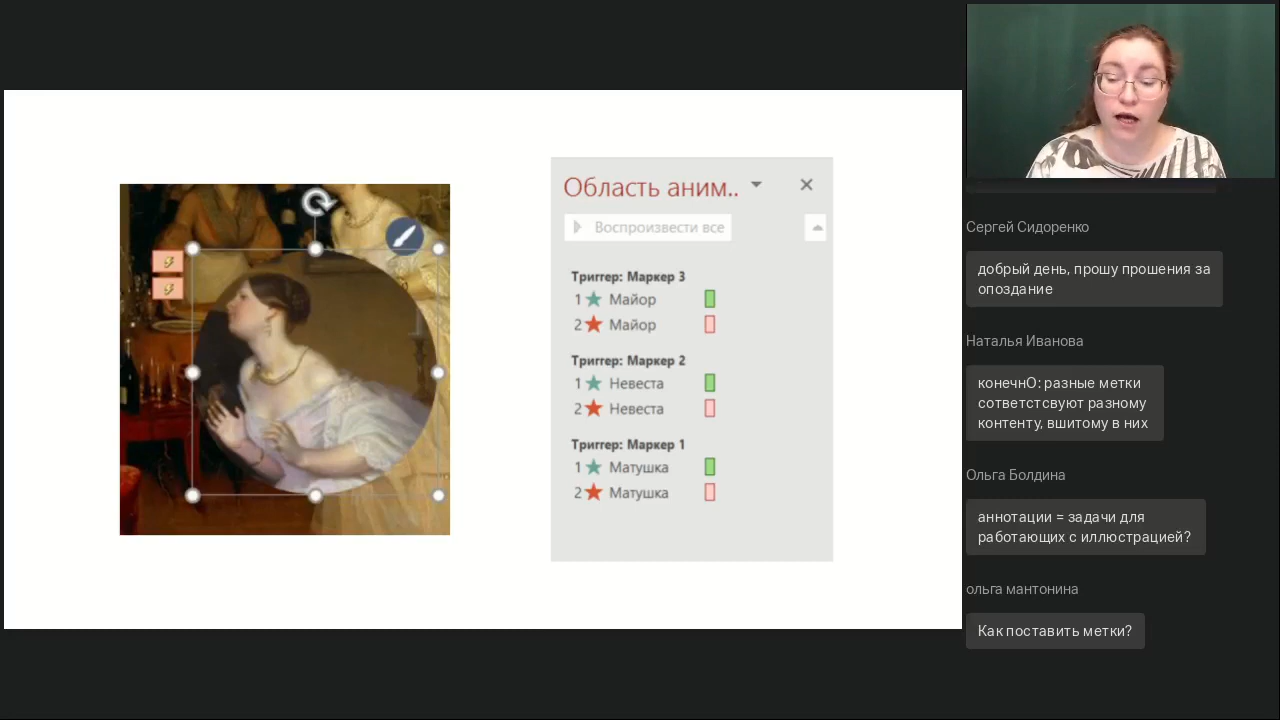 Область аним..
Воспроизвести все
Триггер: Маркер 3
1 Майор
2 Майор
Триггер: Маркер 2
1 Невеста
2 Невеста
Триггер: Маркер 1
1 Матушка
2 Матушка
Сергей Сидоренко
добрый день, прошу прошения за
опоздание
Наталья Иванова
конечнО: разные метки
сответстсвуют разному
контенту, вшитому в них
Ольга Болдина
аннотации = задачи для
работающих с иллюстрацией?
ольга мантонина
Как поставить метки?